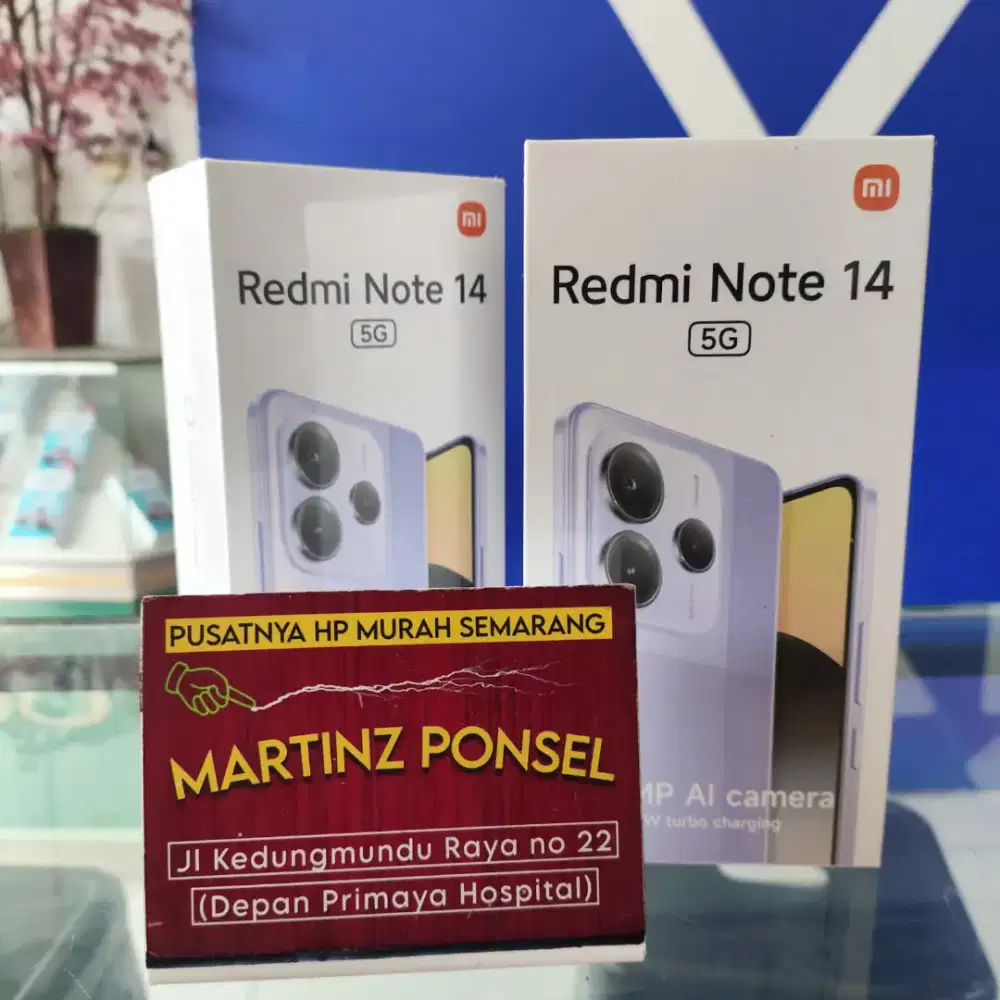 mi
Redmi Note 14
5G
mi
Redmi Note 14
5G
MP AI camera
W turbo charging
PUSATNYA HP MURAH SEMARANG
MARTINZ PONSEL
Jl Kedungmundu Raya no 22
(Depan Primaya Hospital)